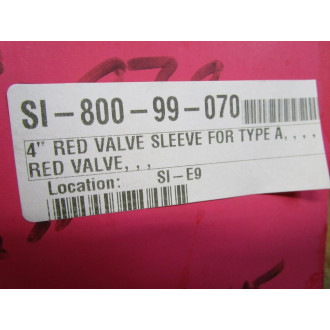 SI-800-99-070
4" RED VALVE SLEEVE FOR TYPE A, , , ,
RED VALVE, , ,
Location: SI-E9